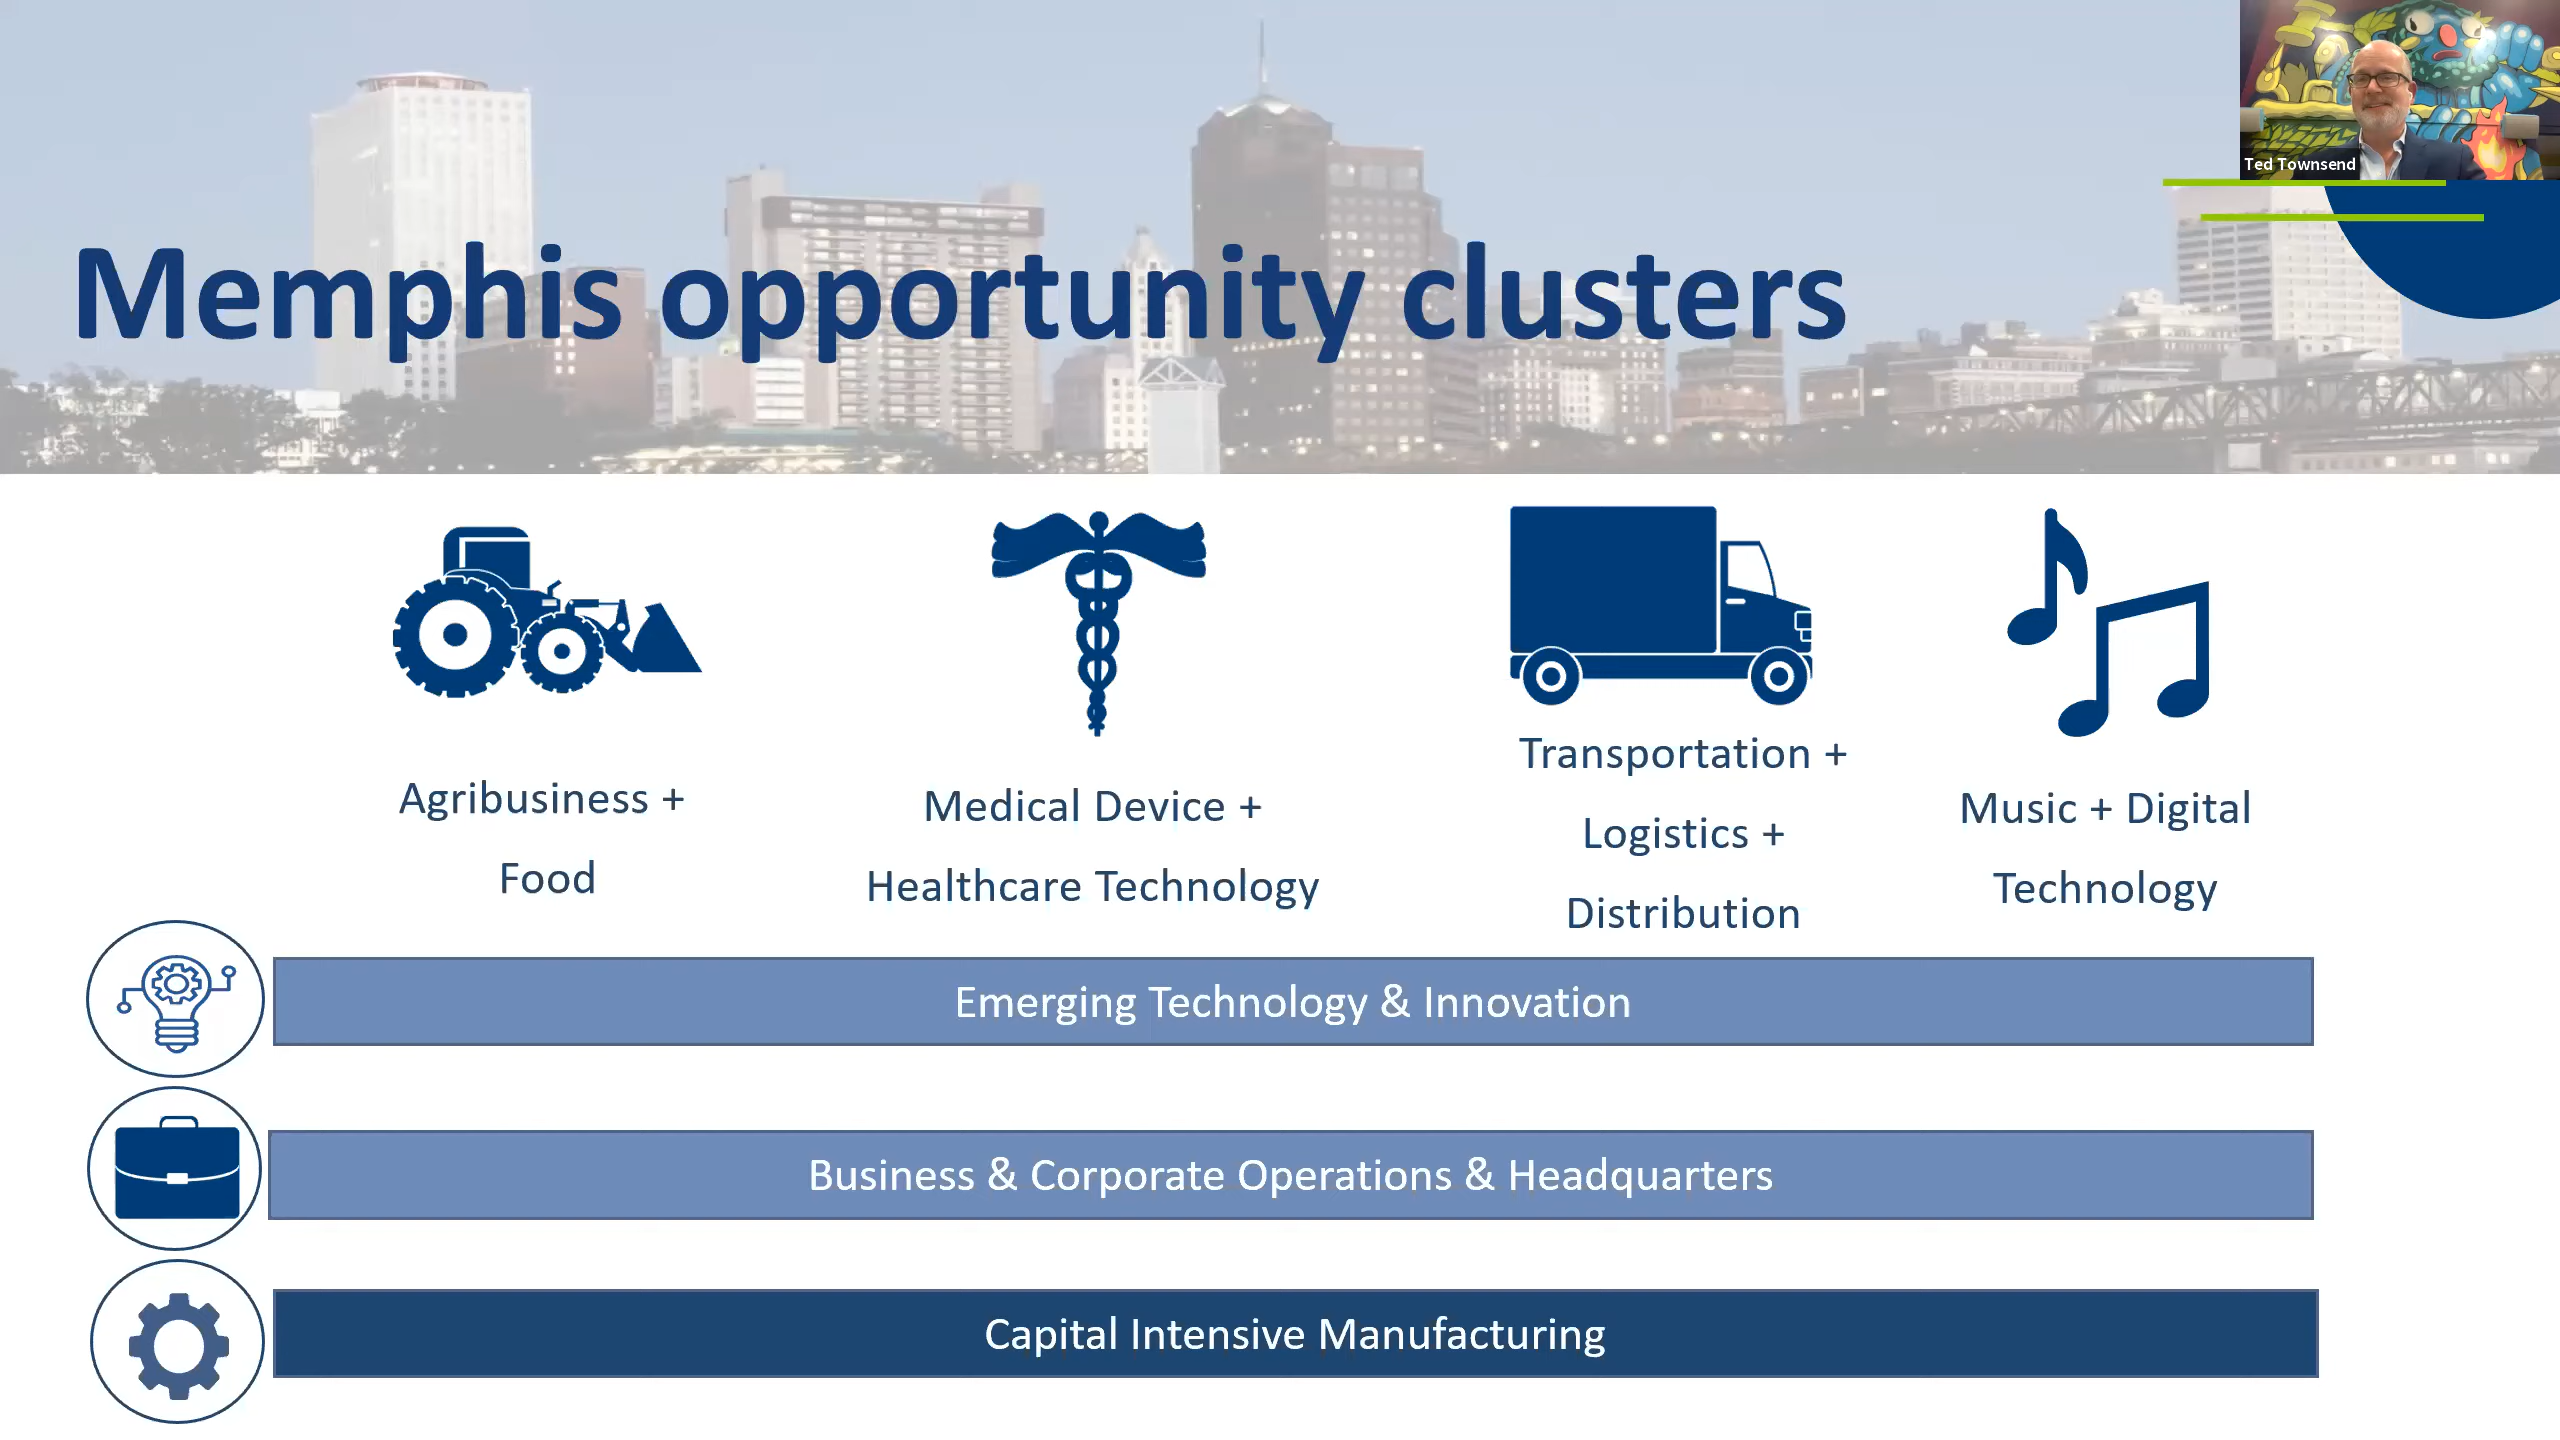 Ted Townsend
Memphis opportunity clusters
Agribusiness +
Food
Medical Device +
Healthcare Technology
Transportation +
Logistics +
Distribution
Music + Digital
Technology
Emerging Technology & Innovation
Business & Corporate Operations & Headquarters
Capital Intensive Manufacturing